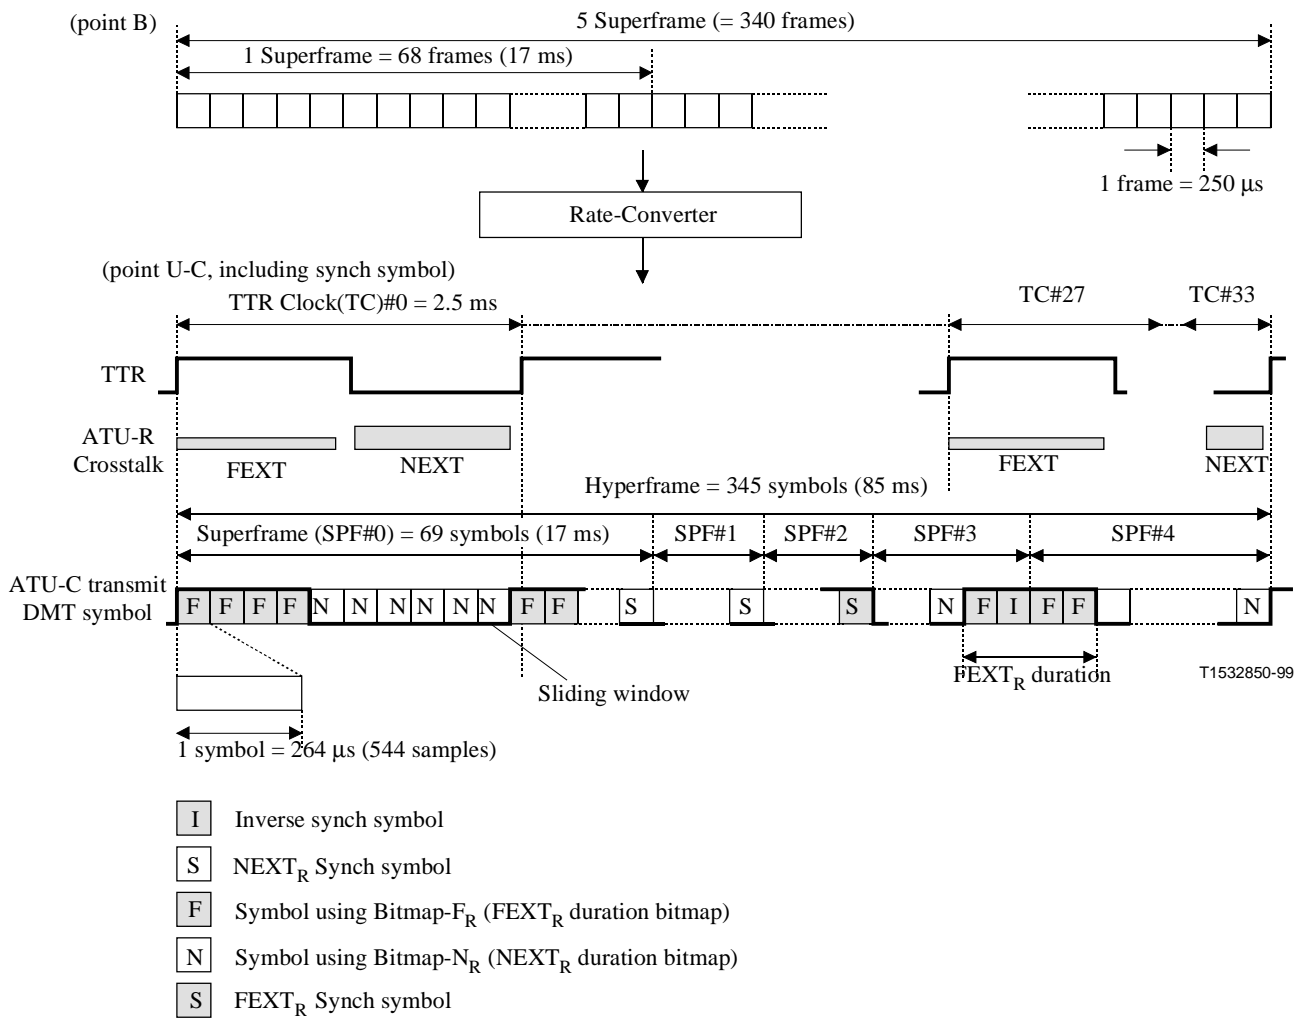 (point B)
5 Superframe (= 340 frames)
1 Superframe = 68 frames (17 ms)
1 frame = 250 μs
Rate-Converter
(point U-C, including synch symbol)
TTR Clock(TC)#0 = 2.5 ms
TC#27
TC#33
TTR
ATU-R
Crosstalk
FEXT
NEXT
FEXT
NEXT
Hyperframe = 345 symbols (85 ms)
Superframe (SPF#0) = 69 symbols (17 ms)
SPF#1
SPF#2
SPF#3
SPF#4
ATU-C transmit
DMT symbol
F F F F N N N N N N F F S S S N F I F F N
FEXTR duration
T1532850-99
Sliding window
1 symbol = 264 μs (544 samples)
I Inverse synch symbol
S NEXTR Synch symbol
F Symbol using Bitmap-FR (FEXTR duration bitmap)
N Symbol using Bitmap-NR (NEXTR duration bitmap)
S FEXTR Synch symbol